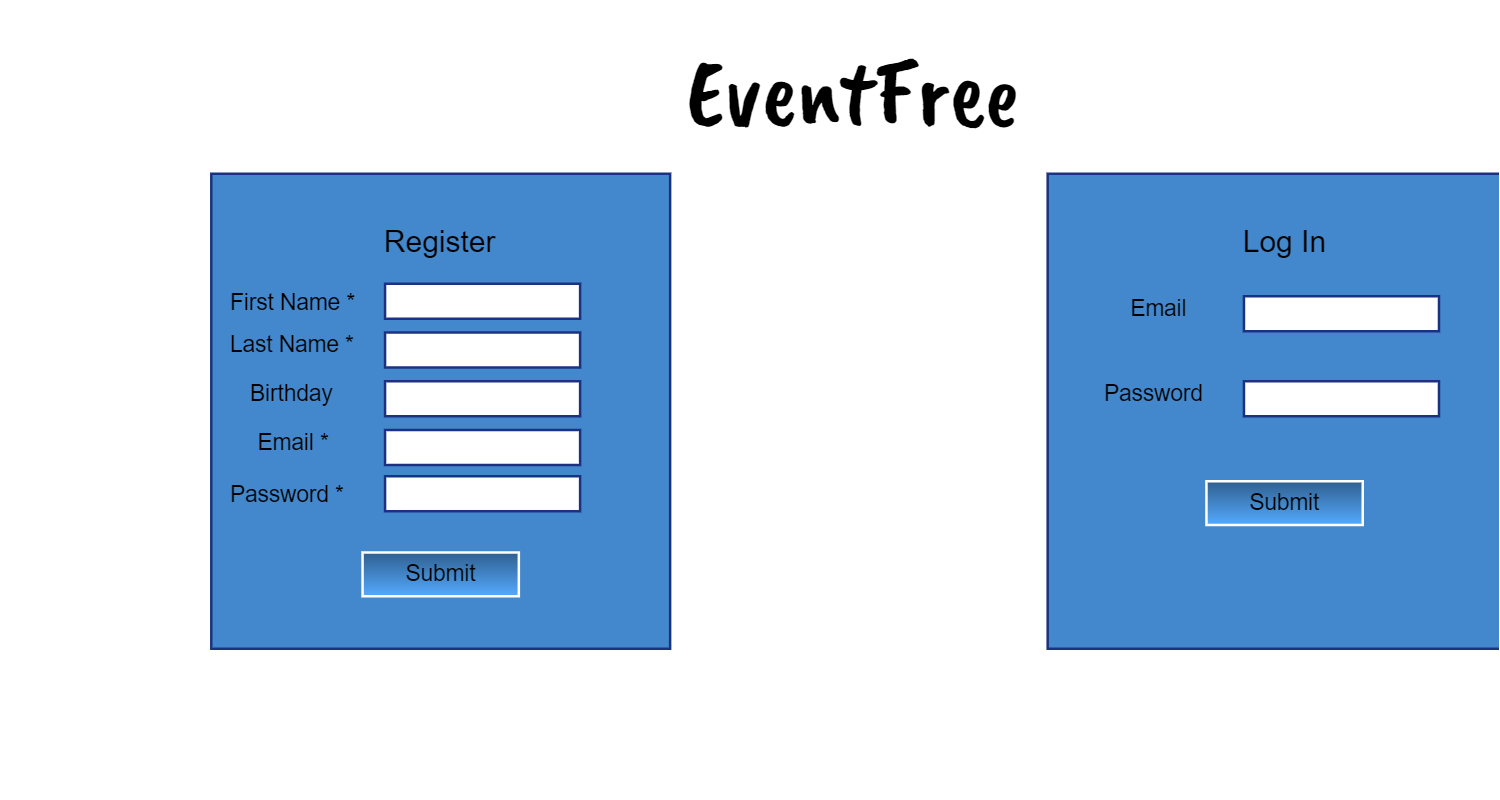 EventFree
Register
First Name *
Last Name *
Birthday
Email *
Password *
Submit
Log In
Email
Password
Submit